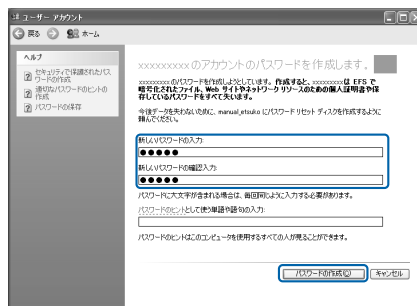 ユーザー アカウント
戻る
ホーム
ヘルプ
セキュリティで保護されたパス
ワードの作成
適切なパスワードのヒントの
作成
パスワードの保存
xxxxxxxxx のアカウントのパスワードを作成します。
xxxxxxxxx のパスワードを作成しようとしています。作成すると、xxxxxxxxxは EFS で
暗号化されたファイル、Web サイトやネットワーク リソースのための個人証明書や保
存しているパスワードをすべて失います。
今後データを失わないために、manual_etsuko にパスワード リセット ディスクを作成するように
頼んでください。
新しいパスワードの入力:
●●●●●
新しいパスワードの確認入力:
●●●●●
パスワードに大文字が含まれる場合は、毎回同じように入力する必要があります。
パスワードのヒントとして使う単語や語句の入力:
パスワードのヒントはこのコンピュータを使用するすべての人が見ることができます。
パスワードの作成(C)
キャンセル